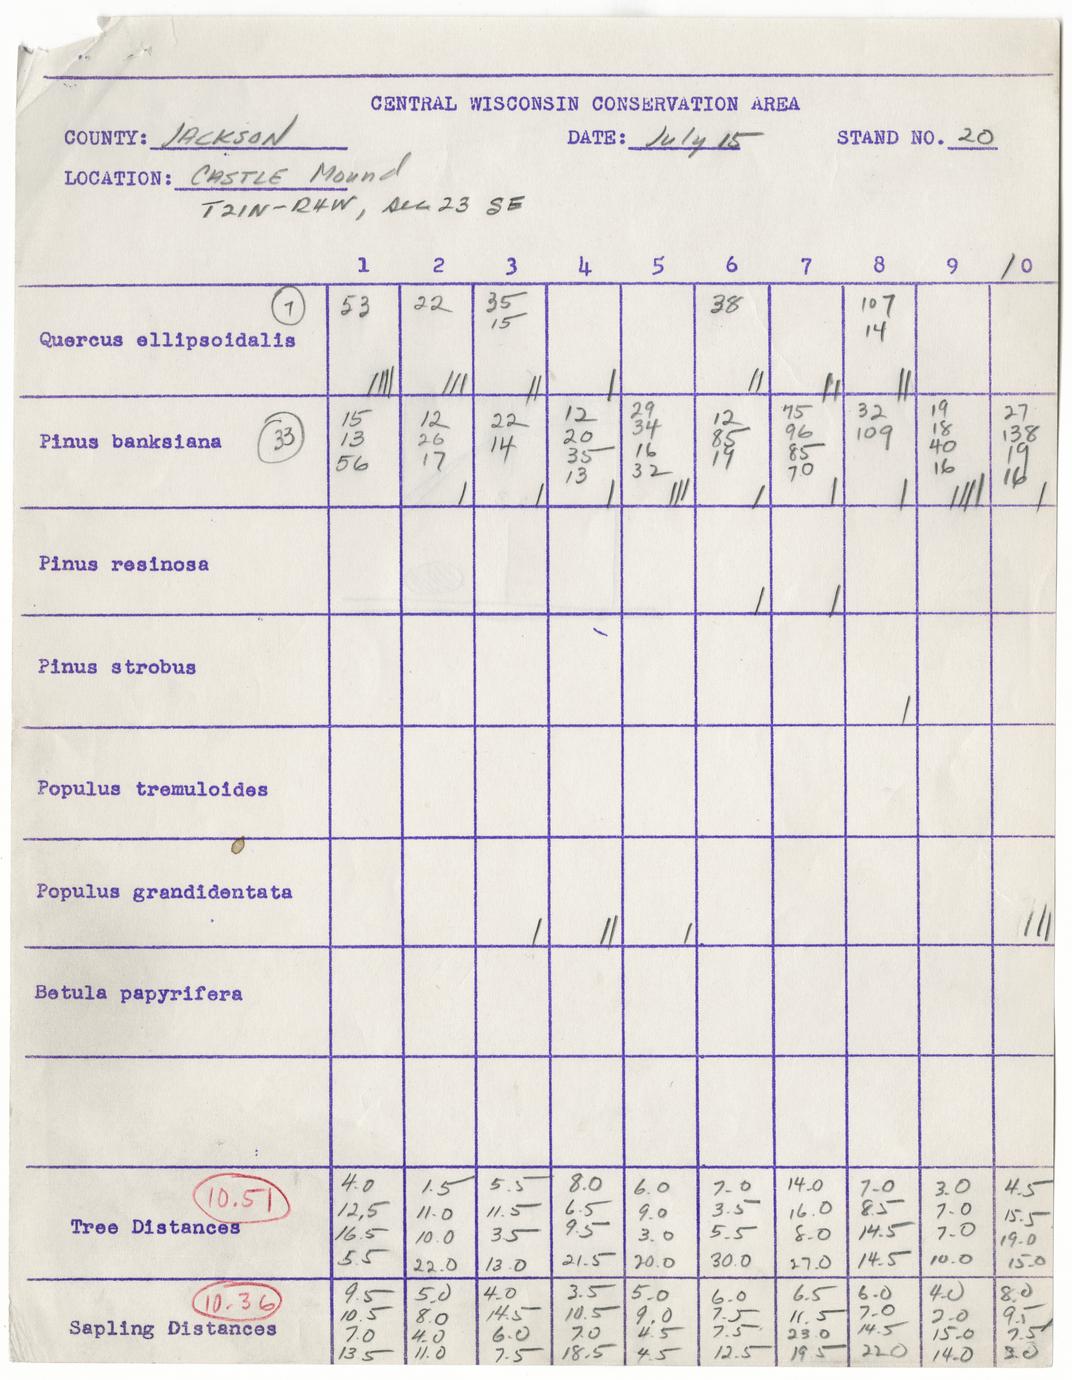 CENTRAL WISCONSIN CONSERVATION AREA
COUNTY: JACKSON DATE: July 15 STAND NO. 20
LOCATION: CASTLE Mound
T21N-R4W, Sec 23 SE
1 2 3 4 5 6 7 8 9 10
Quercus ellipsoidalis 7 53 22 35 38 107
15 14
//// /// // / // // //
Pinus banksiana 33 15 12 22 12 29 12 75 32 19 27
13 26 14 20 34 85 96 109 18 138
56 17 35 16 19 85 40 19
13 32 70 16 16
/ / / /// / / / //// /
Pinus resinosa
/ /
Pinus strobus
/
Populus tremuloides
Populus grandidentata
/ // / ///
Betula papyrifera
Tree Distances 10.51 4.0 1.5 5.5 8.0 6.0 7.0 14.0 7.0 3.0 4.5
12,5 11.0 11.5 6.5 9.0 3.5 16.0 8.5 7.0 15.5
16.5 10.0 3.5 9.5 3.0 5.5 8.0 14.5 7.0 19.0
5.5 22.0 13.0 21.5 20.0 30.0 27.0 14.5 10.0 15.0
Sapling Distances 10.36 9.5 5.0 4.0 3.5 5.0 6.0 6.5 6.0 4.0 8.0
10.5 8.0 14.5 10.5 9.0 7.5 11.5 7.0 2.0 9.5
7.0 4.0 6.0 7.0 4.5 7.5 23.0 14.5 15.0 7.5
13.5 11.0 7.5 18.5 4.5 12.5 19.5 22.0 14.0 3.0